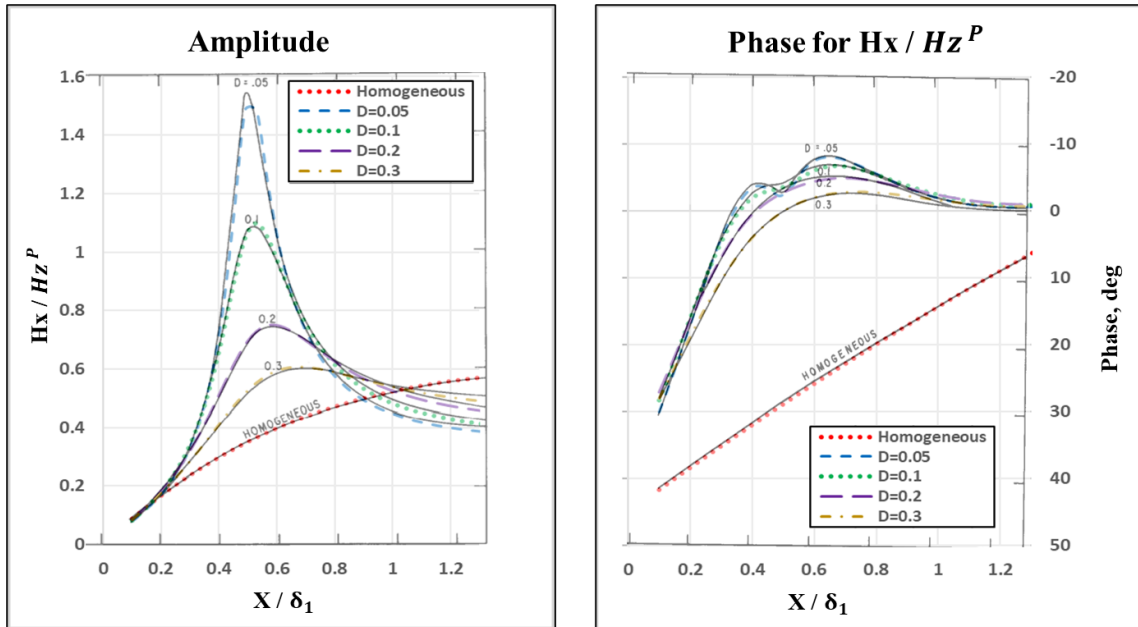 Amplitude
1.6
1.4
1.2
1
0.8
0.6
0.4
0.2
0
Hx / Hz^P
D = .05
0.1
0.2
0.3
HOMOGENEOUS
Homogeneous
D=0.05
D=0.1
D=0.2
D=0.3
0 0.2 0.4 0.6 0.8 1 1.2
X / δ₁
Phase for Hx / Hz^P
-20
-10
0
10
20
30
40
50
Phase, deg
D = .05
0.1
0.2
0.3
HOMOGENEOUS
Homogeneous
D=0.05
D=0.1
D=0.2
D=0.3
0 0.2 0.4 0.6 0.8 1 1.2
X / δ₁